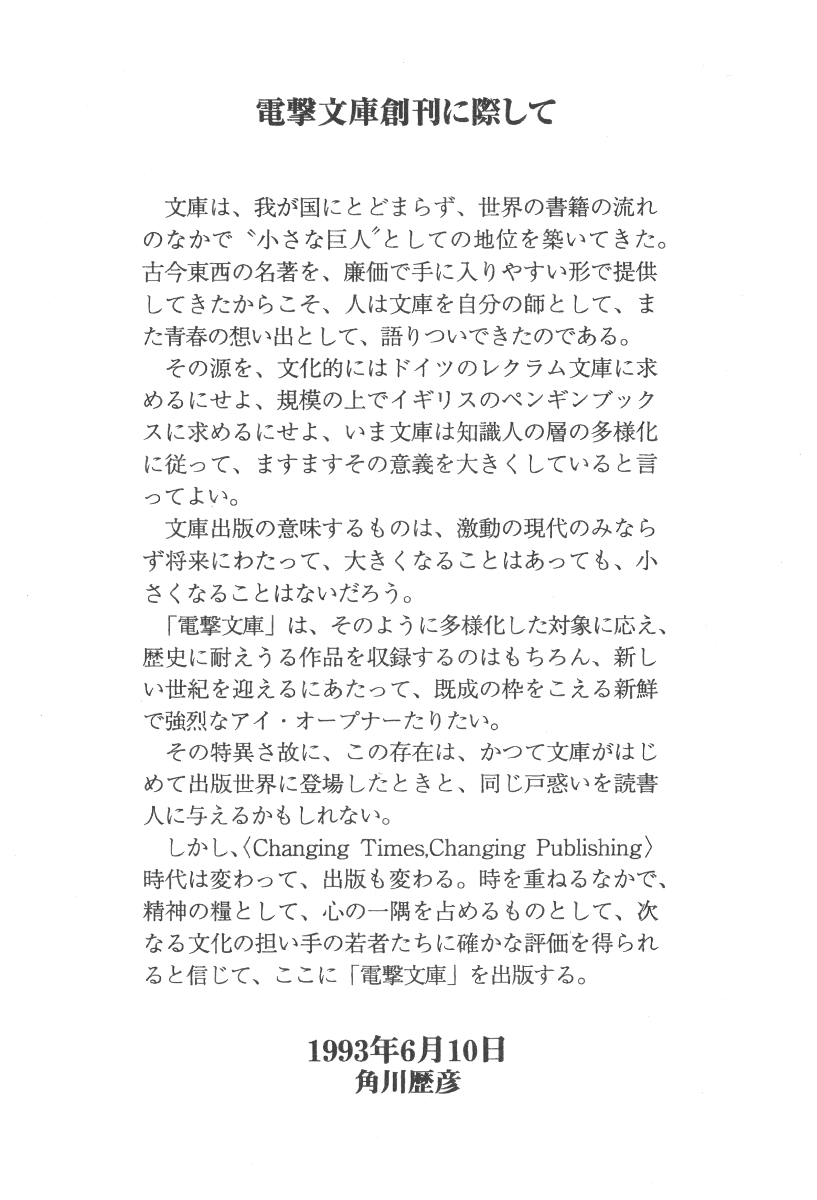 電撃文庫創刊に際して
文庫は、我が国にとどまらず、世界の書籍の流れ
のなかで〝小さな巨人〟としての地位を築いてきた。
古今東西の名著を、廉価で手に入りやすい形で提供
してきたからこそ、人は文庫を自分の師として、ま
た青春の想い出として、語りついできたのである。
その源を、文化的にはドイツのレクラム文庫に求
めるにせよ、規模の上でイギリスのペンギンブック
スに求めるにせよ、いま文庫は知識人の層の多様化
に従って、ますますその意義を大きくしていると言
ってよい。
文庫出版の意味するものは、激動の現代のみなら
ず将来にわたって、大きくなることはあっても、小
さくなることはないだろう。
「電撃文庫」は、そのように多様化した対象に応え、
歴史に耐えうる作品を収録するのはもちろん、新し
い世紀を迎えるにあたって、既成の枠をこえる新鮮
で強烈なアイ・オープナーたりたい。
その特異さ故に、この存在は、かつて文庫がはじ
めて出版世界に登場したときと、同じ戸惑いを読書
人に与えるかもしれない。
しかし、〈Changing Times,Changing Publishing〉
時代は変わって、出版も変わる。時を重ねるなかで、
精神の糧として、心の一隅を占めるものとして、次
なる文化の担い手の若者たちに確かな評価を得られ
ると信じて、ここに「電撃文庫」を出版する。
1993年6月10日
角川歴彦